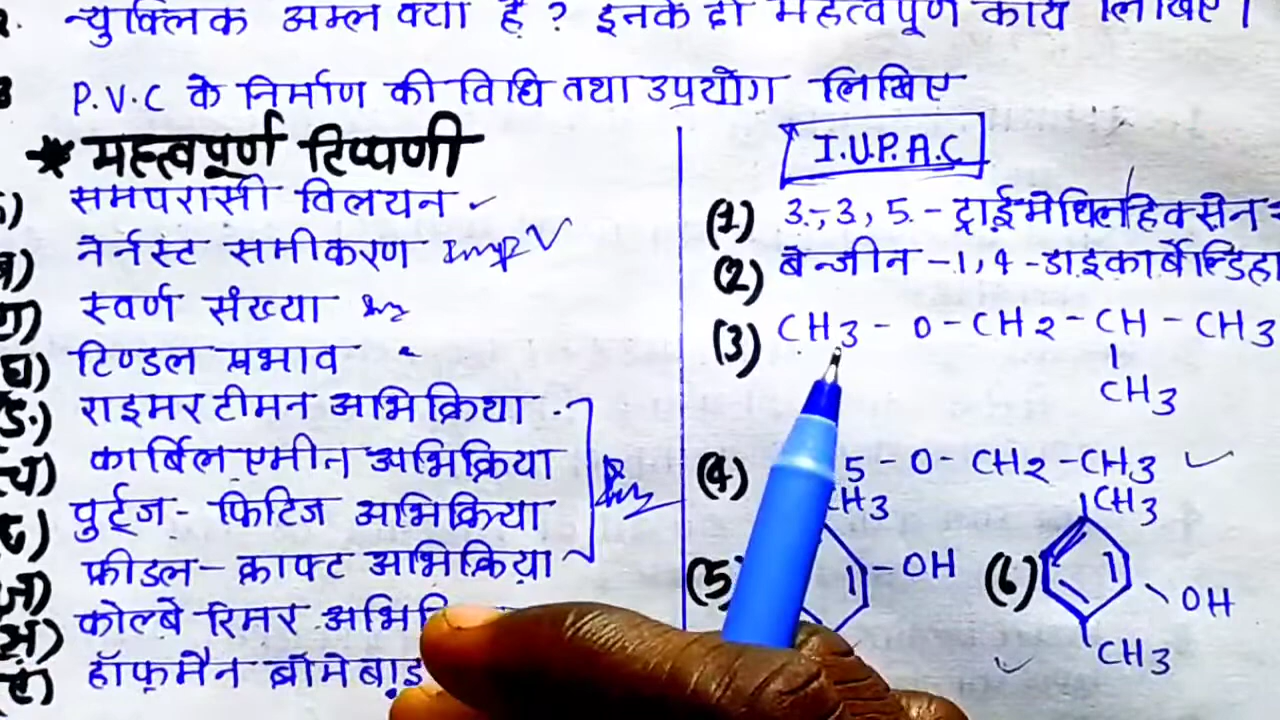 न्युक्लिक अम्ल क्या है ? इनके दो महत्वपूर्ण कार्य लिखिए ।
P.V.C के निर्माण की विधि तथा उपयोग लिखिए
* महत्वपूर्ण टिप्पणी
समपरासी विलयन
नर्नस्ट समीकरण Imp
स्वर्ण संख्या
घ) टिण्डल प्रभाव
ङ.) राइमर टीमन अभिक्रिया
च) कार्बिल एमीन अभिक्रिया
पुर्ट्ज - फिटिज अभिक्रिया
फ्रीडल - क्राफ्ट अभिक्रिया
कोल्बे रिमर
हॉफमैन
I.U.P.A.C
(1) 3,-3, 5.- ट्राईमेथिलहिक्सेन
(2) बेन्जीन -1,4 -डाइकार्बेल्डिहा
(3) CH3 - O - CH2 - CH - CH3
CH3
(4) 5 - O - CH2 - CH3
CH3 CH3
(5) -OH (6) OH
CH3